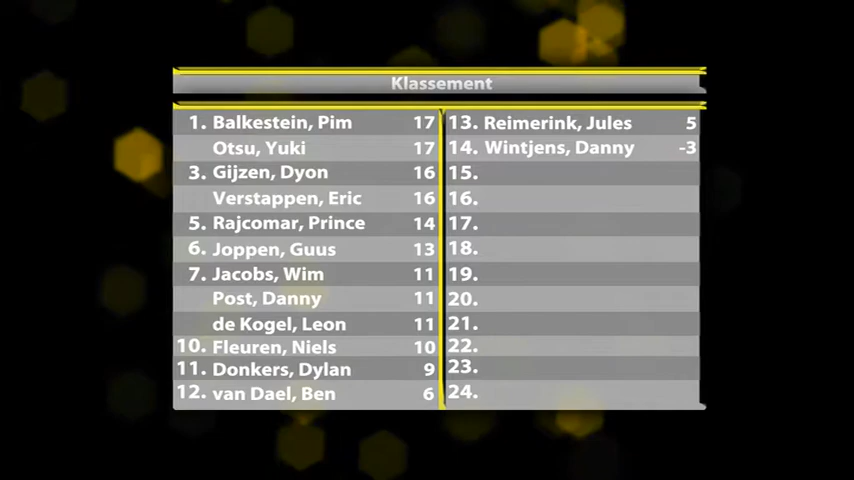 Klassement
1. Balkestein, Pim 17
Otsu, Yuki 17
3. Gijzen, Dyon 16
Verstappen, Eric 16
5. Rajcomar, Prince 14
6. Joppen, Guus 13
7. Jacobs, Wim 11
Post, Danny 11
de Kogel, Leon 11
10. Fleuren, Niels 10
11. Donkers, Dylan 9
12. van Dael, Ben 6
13. Reimerink, Jules 5
14. Wintjens, Danny -3
15.
16.
17.
18.
19.
20.
21.
22.
23.
24.